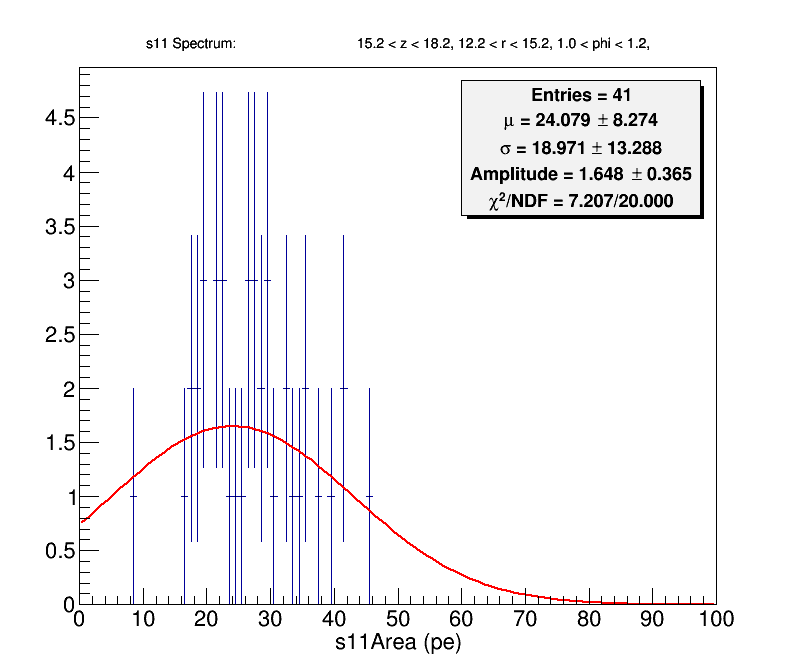 s11 Spectrum: 15.2 < z < 18.2, 12.2 < r < 15.2, 1.0 < phi < 1.2,
Entries = 41
μ = 24.079 ± 8.274
σ = 18.971 ± 13.288
Amplitude = 1.648 ± 0.365
χ²/NDF = 7.207/20.000
4.5
4
3.5
3
2.5
2
1.5
1
0.5
0
0 10 20 30 40 50 60 70 80 90 100
s11Area (pe)